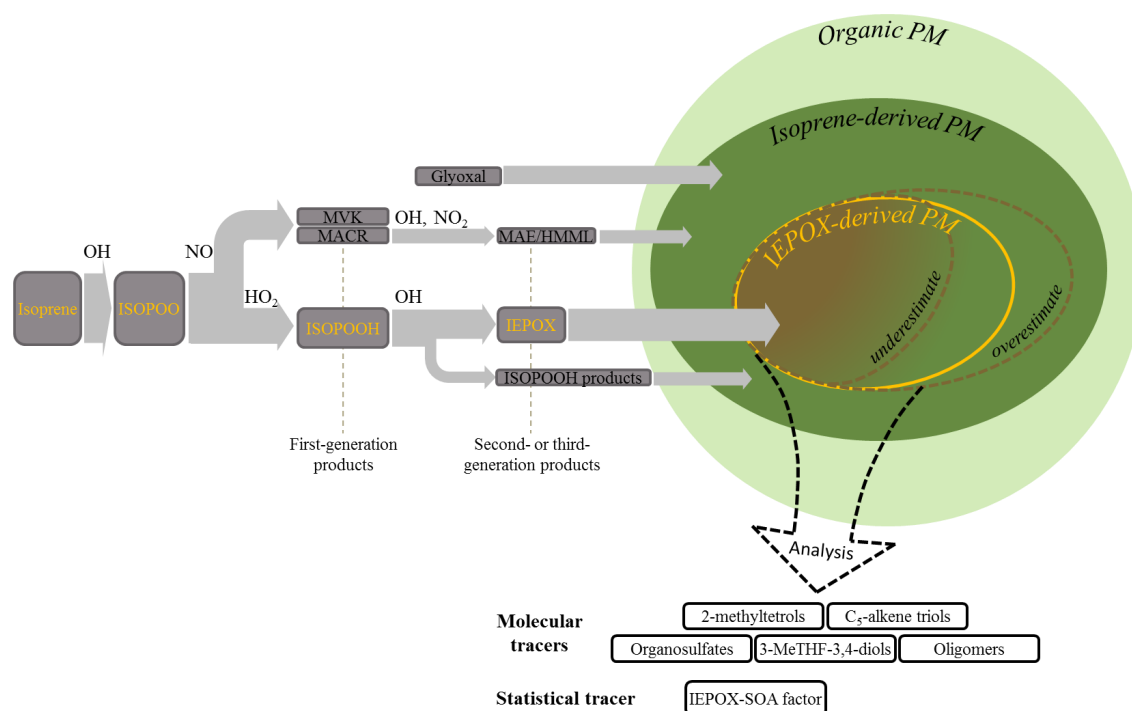 Organic PM
Isoprene-derived PM
IEPOX-derived PM
underestimate
overestimate
Glyoxal
MVK
MACR
OH, NO₂
MAE/HMML
OH
NO
Isoprene
ISOPOO
HO₂
ISOPOOH
OH
IEPOX
ISOPOOH products
First-generation
products
Second- or third-
generation products
Analysis
Molecular
tracers
2-methyltetrols
C₅-alkene triols
Organosulfates
3-MeTHF-3,4-diols
Oligomers
Statistical tracer
IEPOX-SOA factor